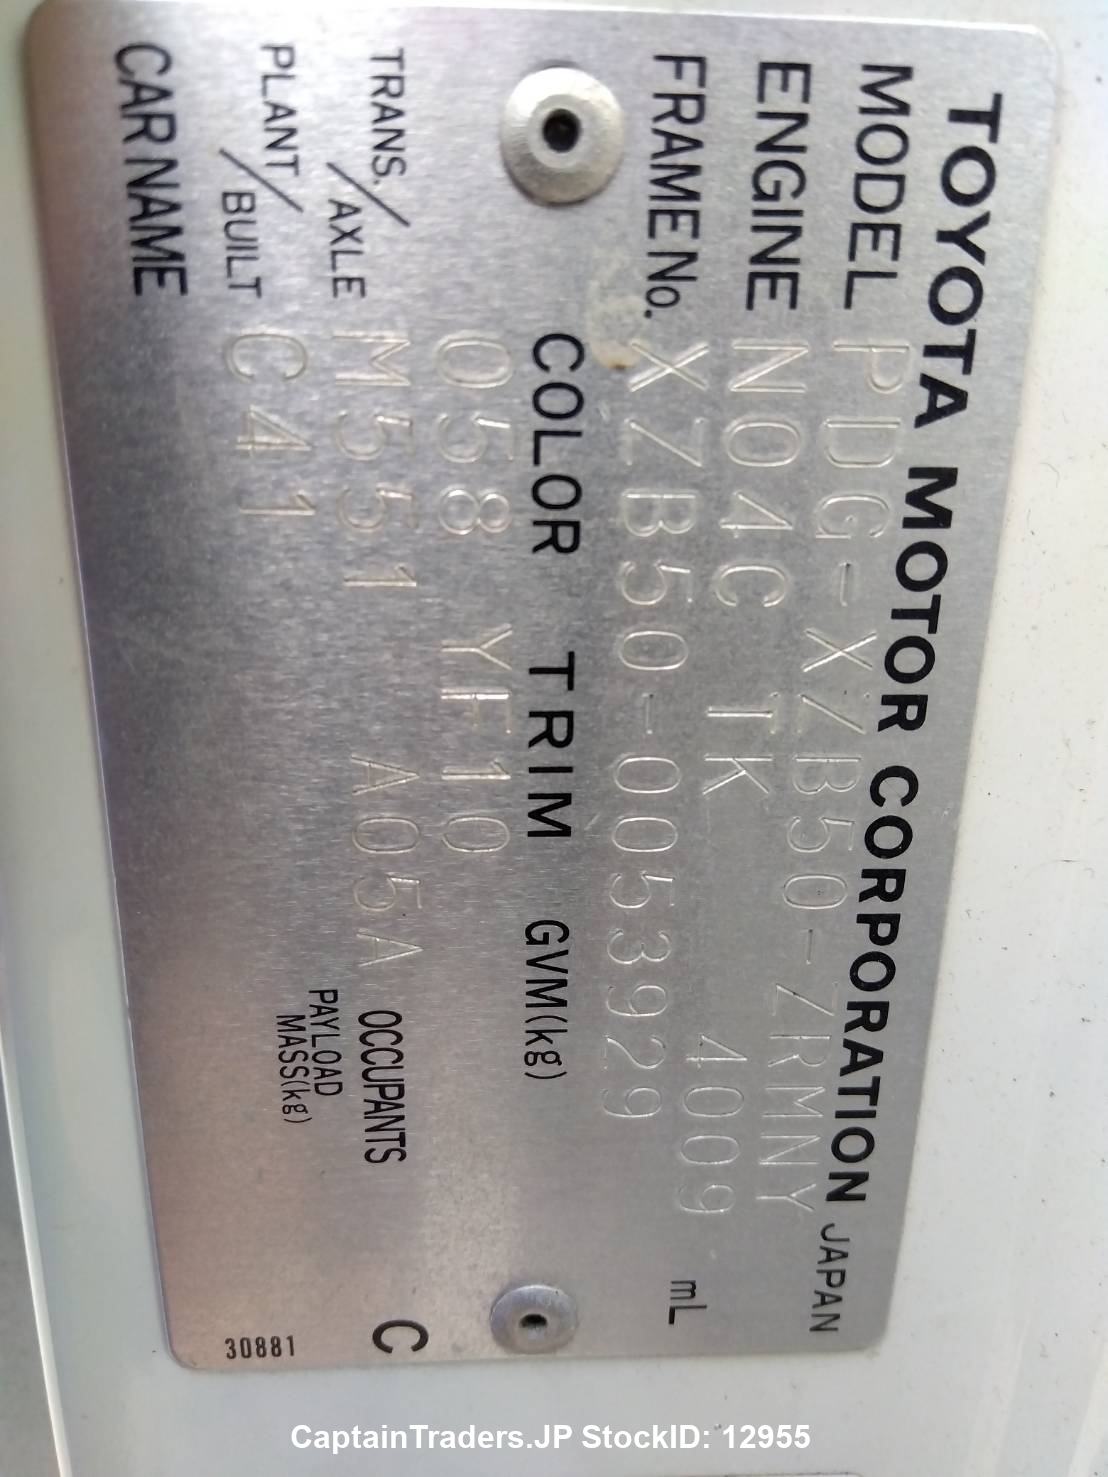 TOYOTA MOTOR CORPORATION JAPAN
MODEL PDG-XZB50-ZRMNY
ENGINE N04C TK 4009 mL
FRAME No. XZB50-0053929
COLOR TRIM GVM(kg)
058 YF10
TRANS./AXLE M551 A05A OCCUPANTS C
PLANT/BUILT C41 PAYLOAD MASS(kg)
CAR NAME
30881
CaptainTraders.JP StockID: 12955